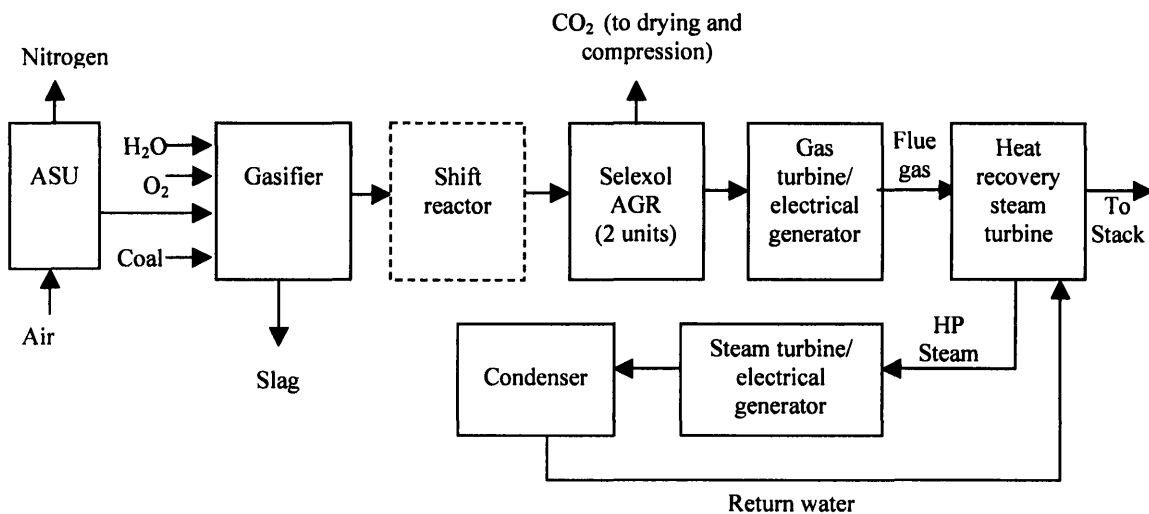 CO₂ (to drying and
compression)
Nitrogen
ASU
H₂O
O₂
Coal
Air
Gasifier
Slag
Shift
reactor
Selexol
AGR
(2 units)
Gas
turbine/
electrical
generator
Flue
gas
Heat
recovery
steam
turbine
To
Stack
HP
Steam
Steam turbine/
electrical
generator
Condenser
Return water